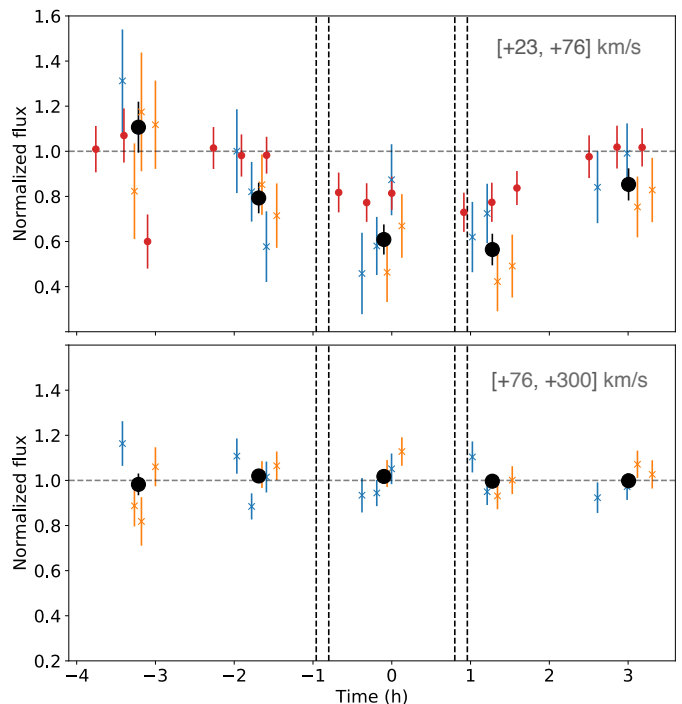 1.6
[+23, +76] km/s
1.4
1.2
1.0
0.8
0.6
0.4
Normalized flux
[+76, +300] km/s
1.4
1.2
1.0
0.8
0.6
0.4
0.2
Normalized flux
−4 −3 −2 −1 0 1 2 3
Time (h)